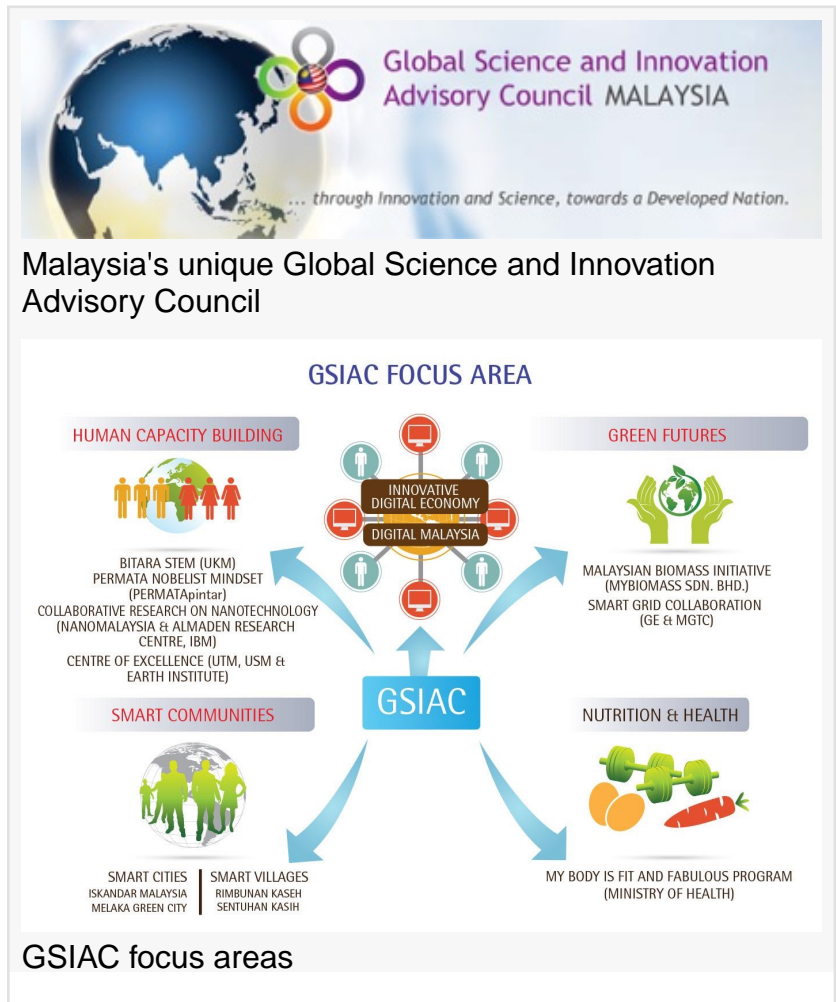 Global Science and Innovation
Advisory Council MALAYSIA
... through Innovation and Science, towards a Developed Nation.
Malaysia's unique Global Science and Innovation
Advisory Council
GSIAC FOCUS AREA
HUMAN CAPACITY BUILDING
BITARA STEM (UKM)
PERMATA NOBELIST MINDSET
(PERMATApintar)
COLLABORATIVE RESEARCH ON NANOTECHNOLOGY
(NANOMALAYSIA & ALMADEN RESEARCH
CENTRE, IBM)
CENTRE OF EXCELLENCE (UTM, USM &
EARTH INSTITUTE)
INNOVATIVE
DIGITAL ECONOMY
DIGITAL MALAYSIA
GREEN FUTURES
MALAYSIAN BIOMASS INITIATIVE
(MYBIOMASS SDN. BHD.)
SMART GRID COLLABORATION
(GE & MGTC)
GSIAC
SMART COMMUNITIES
SMART CITIES
ISKANDAR MALAYSIA
MELAKA GREEN CITY
SMART VILLAGES
RIMBUNAN KASEH
SENTUHAN KASIH
NUTRITION & HEALTH
MY BODY IS FIT AND FABULOUS PROGRAM
(MINISTRY OF HEALTH)
GSIAC focus areas